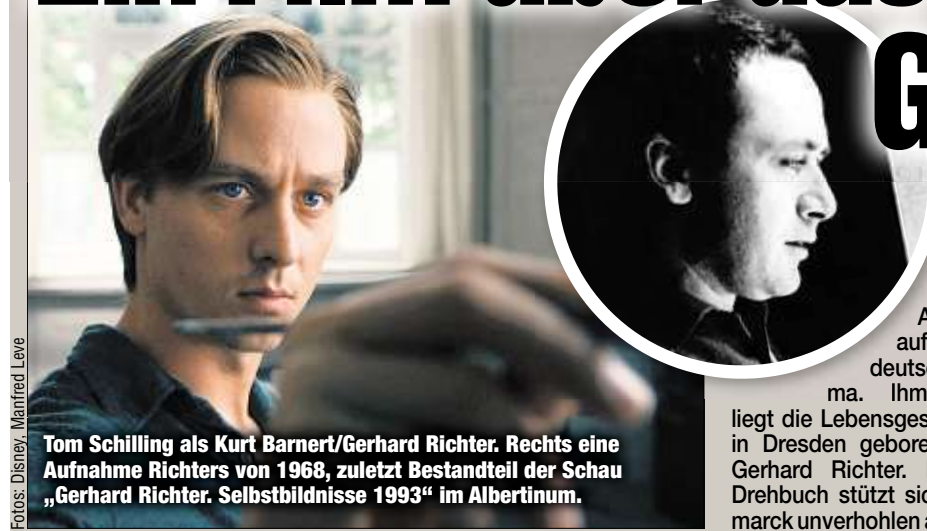 G
Fotos: Disney, Manfred Leve
Tom Schilling als Kurt Barnert/Gerhard Richter. Rechts eine
Aufnahme Richters von 1968, zuletzt Bestandteil der Schau
„Gerhard Richter. Selbstbildnisse 1993“ im Albertinum.
A
auf
deuts
ma. Ihm
liegt die Lebensges
in Dresden gebore
Gerhard Richter.
Drehbuch stützt sic
marck unverhohlen a